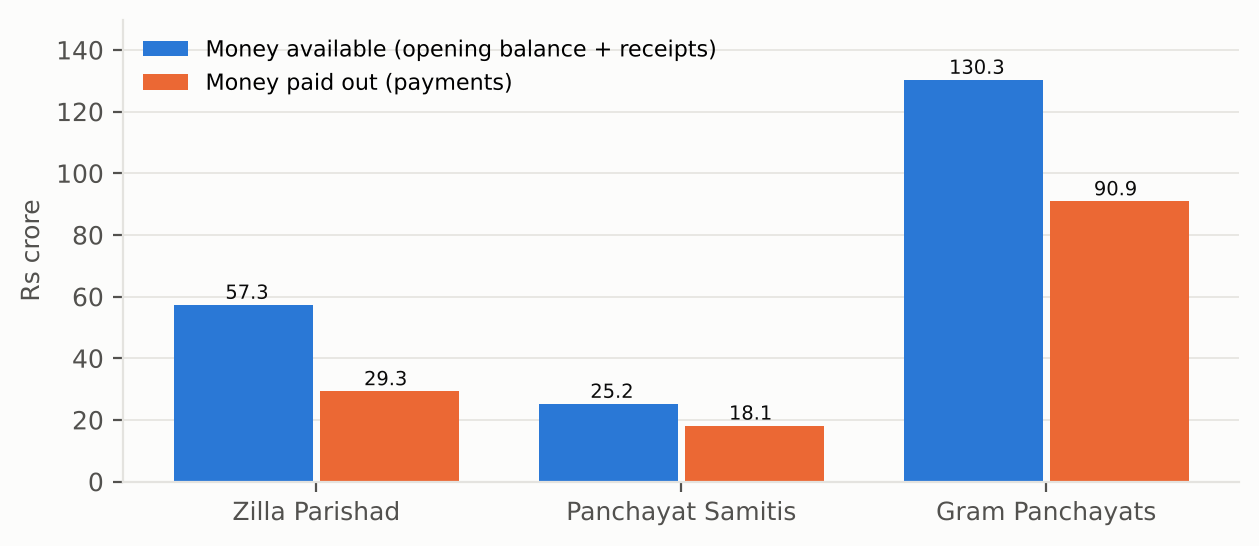 Money available (opening balance + receipts)
Money paid out (payments)
Rs crore
140
120
100
80
60
40
20
0
57.3
29.3
25.2
18.1
130.3
90.9
Zilla Parishad
Panchayat Samitis
Gram Panchayats